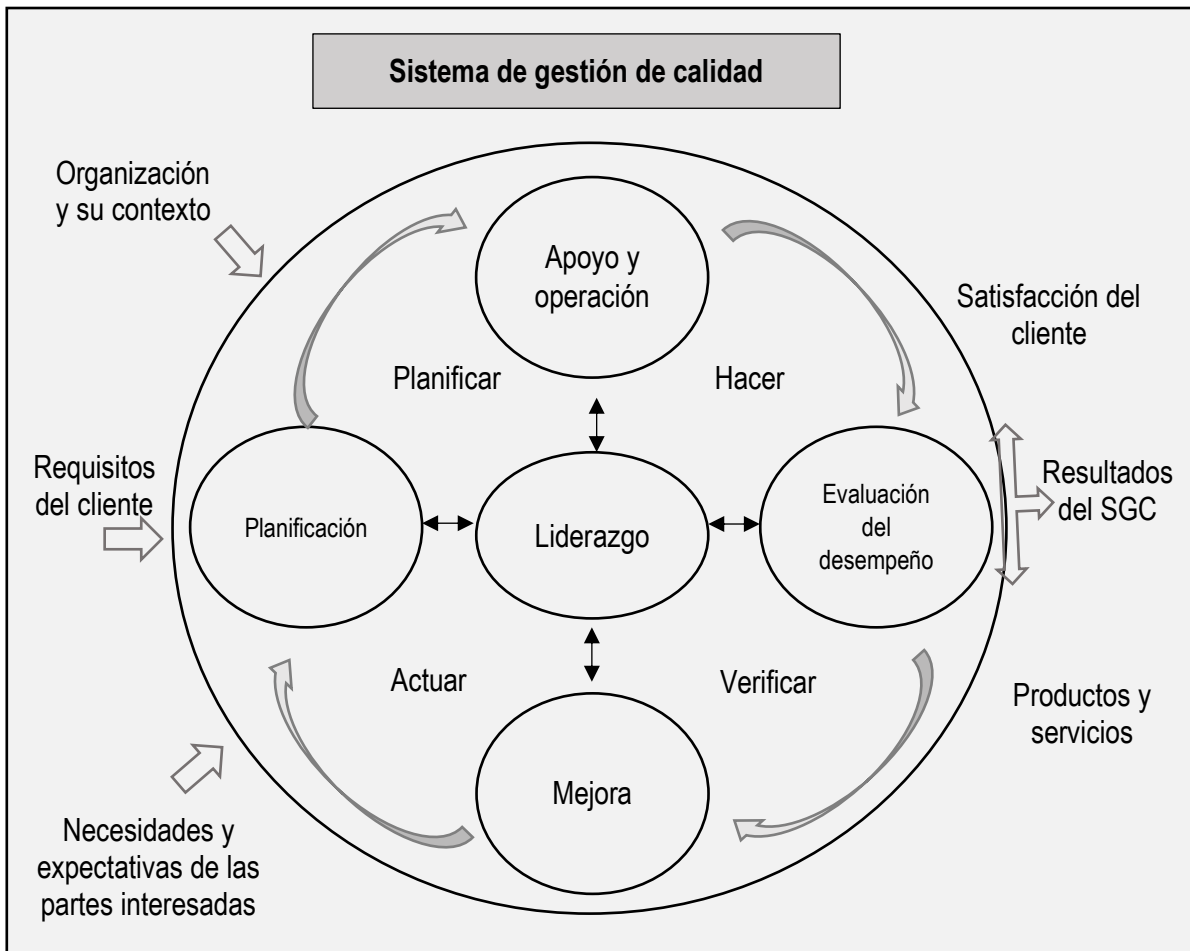 Sistema de gestión de calidad
Organización
y su contexto
Apoyo y
operación
Satisfacción del
cliente
Planificar
Hacer
Requisitos
del cliente
Planificación
Liderazgo
Evaluación
del
desempeño
Resultados
del SGC
Actuar
Verificar
Productos y
servicios
Mejora
Necesidades y
expectativas de las
partes interesadas